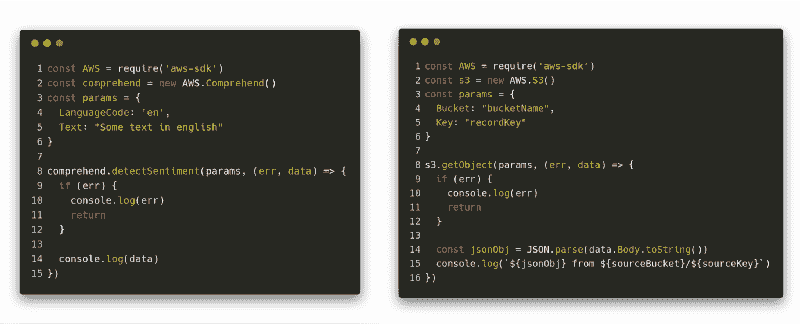 1 const AWS = require('aws-sdk')
2 const comprehend = new AWS.Comprehend()
3 const params = {
4   LanguageCode: 'en',
5   Text: "Some text in english"
6 }
7
8 comprehend.detectSentiment(params, (err, data) => {
9   if (err) {
10     console.log(err)
11     return
12   }
13
14   console.log(data)
15 })
1 const AWS = require('aws-sdk')
2 const s3 = new AWS.S3()
3 const params = {
4   Bucket: "bucketName",
5   Key: "recordKey"
6 }
7
8 s3.getObject(params, (err, data) => {
9   if (err) {
10     console.log(err)
11     return
12   }
13
14   const jsonObj = JSON.parse(data.Body.toString())
15   console.log(`${jsonObj} from ${sourceBucket}/${sourceKey}`)
16 })